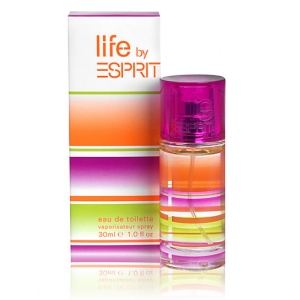 life by
ESPRIT
eau de toilette
vaporisateur spray
30ml ℮ 1.0 fl.oz